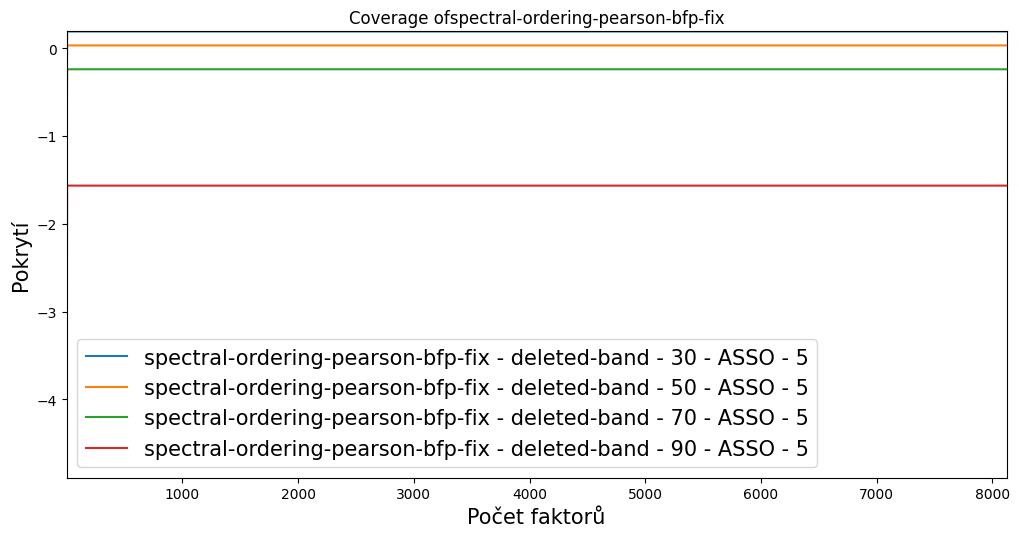 Coverage ofspectral-ordering-pearson-bfp-fix
0
−1
−2
−3
−4
Pokrytí
spectral-ordering-pearson-bfp-fix - deleted-band - 30 - ASSO - 5
spectral-ordering-pearson-bfp-fix - deleted-band - 50 - ASSO - 5
spectral-ordering-pearson-bfp-fix - deleted-band - 70 - ASSO - 5
spectral-ordering-pearson-bfp-fix - deleted-band - 90 - ASSO - 5
1000 2000 3000 4000 5000 6000 7000 8000
Počet faktorů